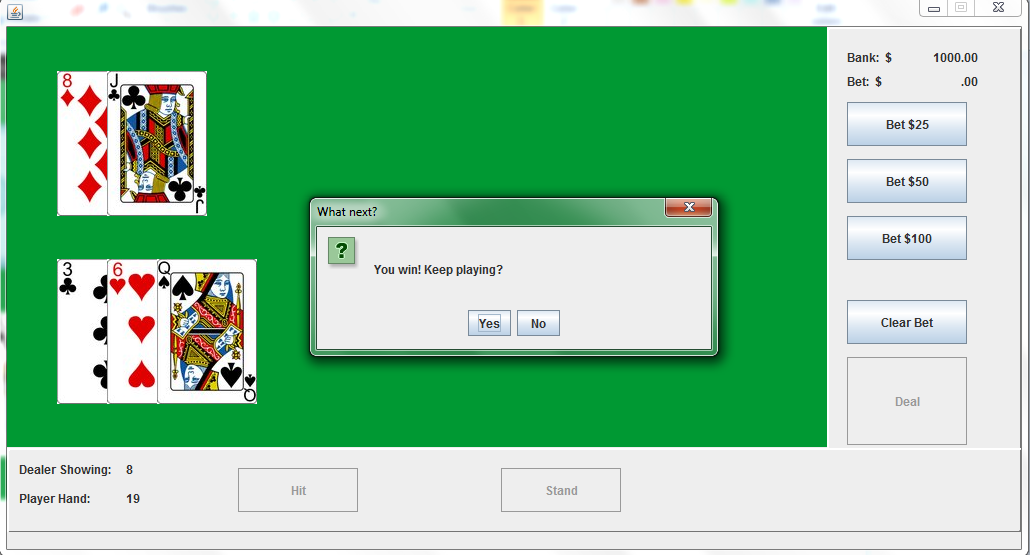 Bank: $ 1000.00
Bet: $ .00
8 J
J
Bet $25
Bet $50
Bet $100
What next?
You win! Keep playing?
Yes No
3 6 Q
Q
Clear Bet
Deal
Dealer Showing: 8
Player Hand: 19
Hit Stand